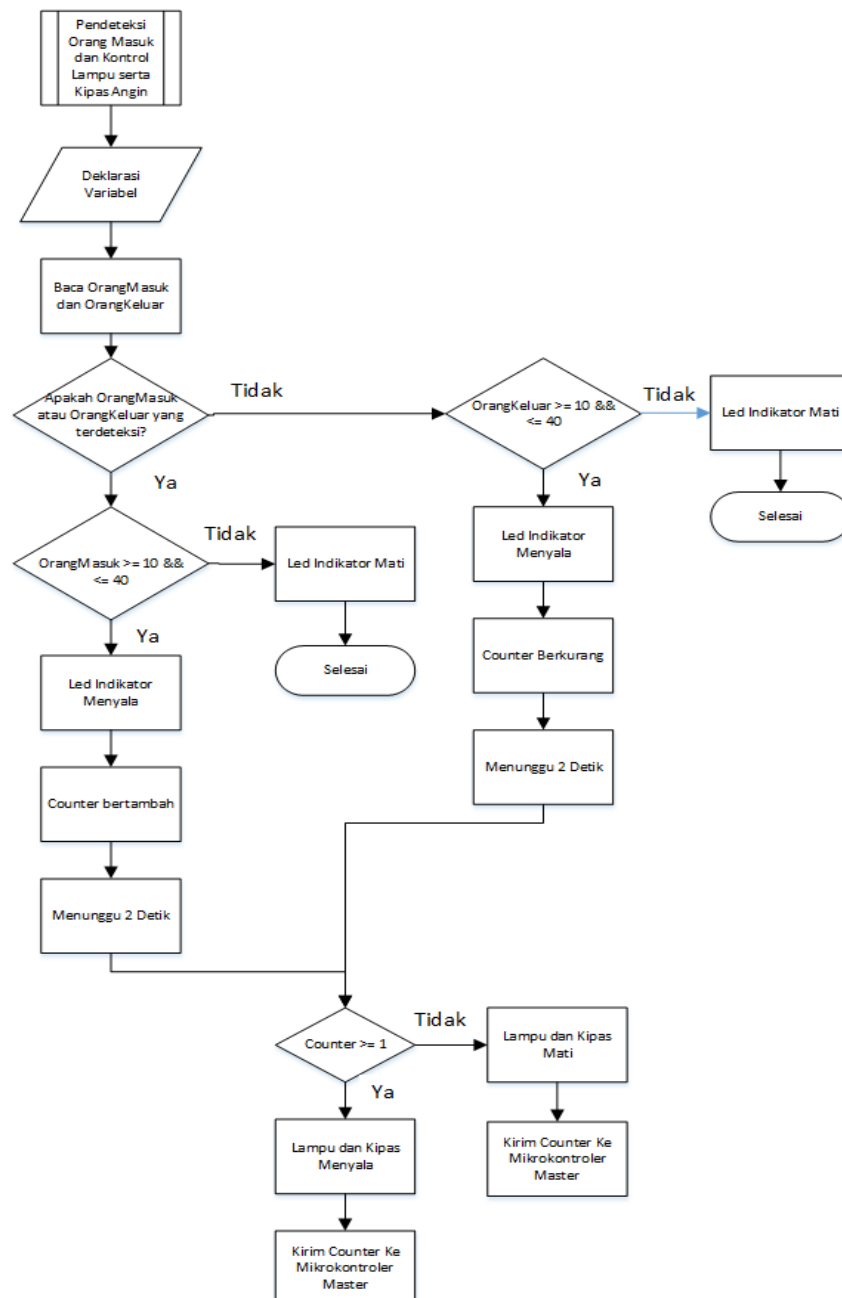 Pendeteksi
Orang Masuk
dan Kontrol
Lampu serta
Kipas Angin
Deklarasi
Variabel
Baca OrangMasuk
dan OrangKeluar
Apakah OrangMasuk
atau OrangKeluar yang
terdeteksi?
Tidak
OrangKeluar >= 10 &&
<= 40
Tidak
Led Indikator Mati
Selesai
Ya
Ya
OrangMasuk >= 10 &&
<= 40
Tidak
Led Indikator Mati
Selesai
Led Indikator
Menyala
Counter Berkurang
Menunggu 2 Detik
Ya
Led Indikator
Menyala
Counter bertambah
Menunggu 2 Detik
Counter >= 1
Tidak
Lampu dan Kipas
Mati
Kirim Counter Ke
Mikrokontroler
Master
Ya
Lampu dan Kipas
Menyala
Kirim Counter Ke
Mikrokontroler
Master